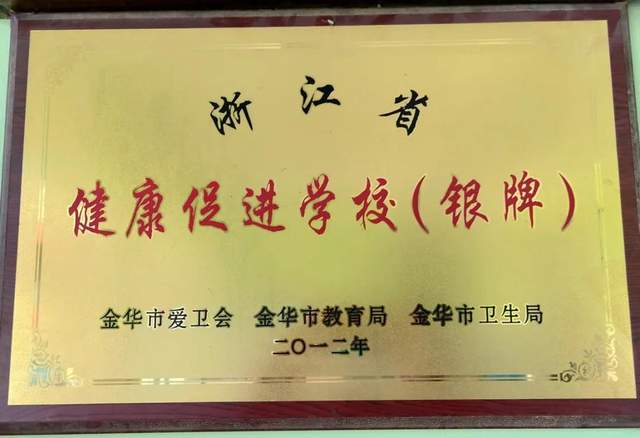 浙江省
健康促进学校(银牌)
金华市爱卫会 金华市教育局 金华市卫生局
二〇一二年